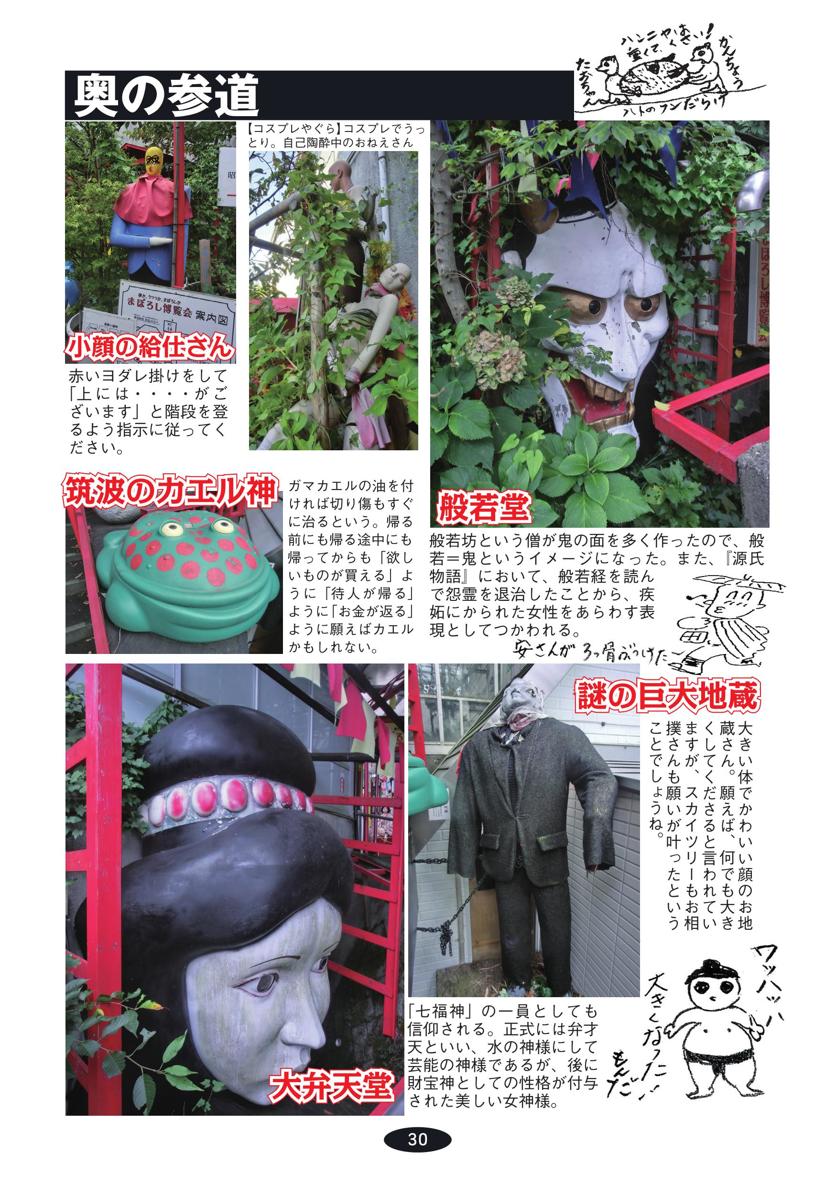 奥の参道
ハンニャはおさい!
重くて、く
かんちょう
たおちゃん
ハトのフンだらけ
【コスプレやぐら】コスプレでうっ
とり。自己陶酔中のおねえさん
まぼろし博覧会 案内図
小顔の給仕さん
赤いヨダレ掛けをして
「上には・・・・がご
ざいます」と階段を登
るよう指示に従ってく
ださい。
般若堂
般若坊という僧が鬼の面を多く作ったので、般
若＝鬼というイメージになった。また、『源氏
物語』において、般若経を読ん
で怨霊を退治したことから、疾
妬にかられた女性をあらわす表
現としてつかわれる。
筑波のカエル神
ガマカエルの油を付
ければ切り傷もすぐ
に治るという。帰る
前にも帰る途中にも
帰ってからも「欲し
いものが買える」よ
うに「待人が帰る」
ように「お金が返る」
ように願えばカエル
かもしれない。
安さんがろっ骨ぶつけた
謎の巨大地蔵
大きい体でかわいい顔のお地
蔵さん。願えば、何でも大き
くしてくださると言われてい
ますが、スカイツリーもお相
撲さんも願いが叶ったという
ことでしょうね。
大弁天堂
「七福神」の一員としても
信仰される。正式には弁才
天といい、水の神様にして
芸能の神様であるが、後に
財宝神としての性格が付与
された美しい女神様。
ワッハッハ
大きくなった!!
もんだ
30